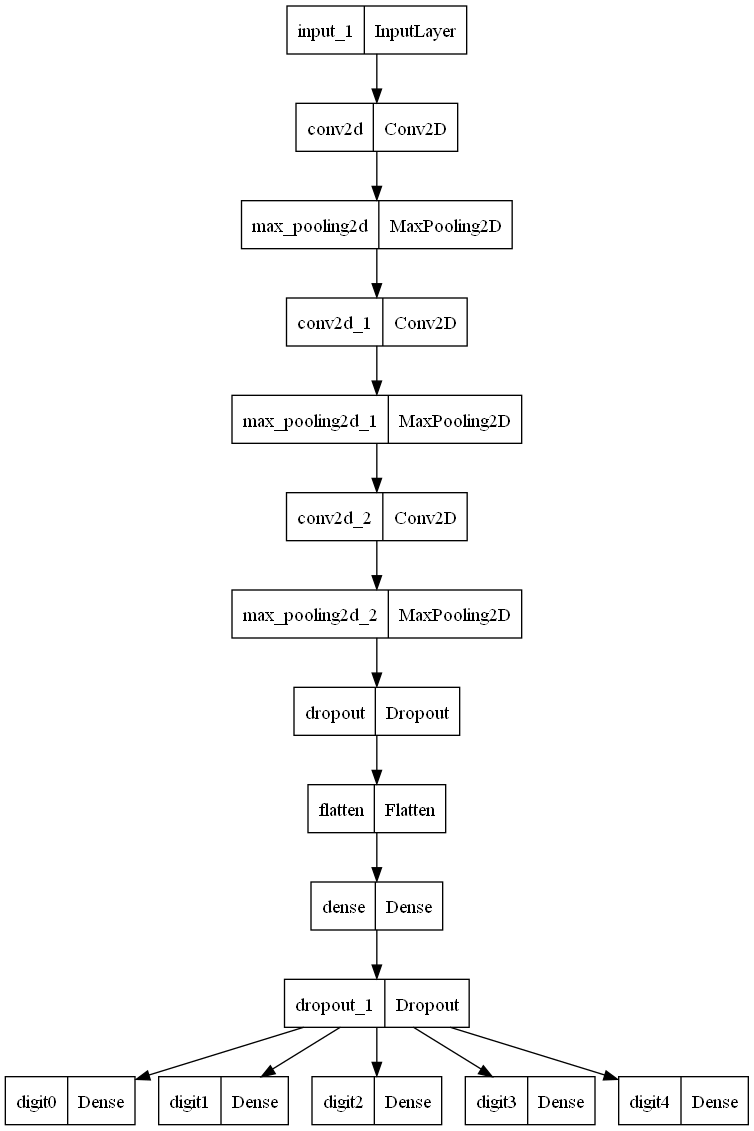 input_1 InputLayer
conv2d Conv2D
max_pooling2d MaxPooling2D
conv2d_1 Conv2D
max_pooling2d_1 MaxPooling2D
conv2d_2 Conv2D
max_pooling2d_2 MaxPooling2D
dropout Dropout
flatten Flatten
dense Dense
dropout_1 Dropout
digit0 Dense digit1 Dense digit2 Dense digit3 Dense digit4 Dense